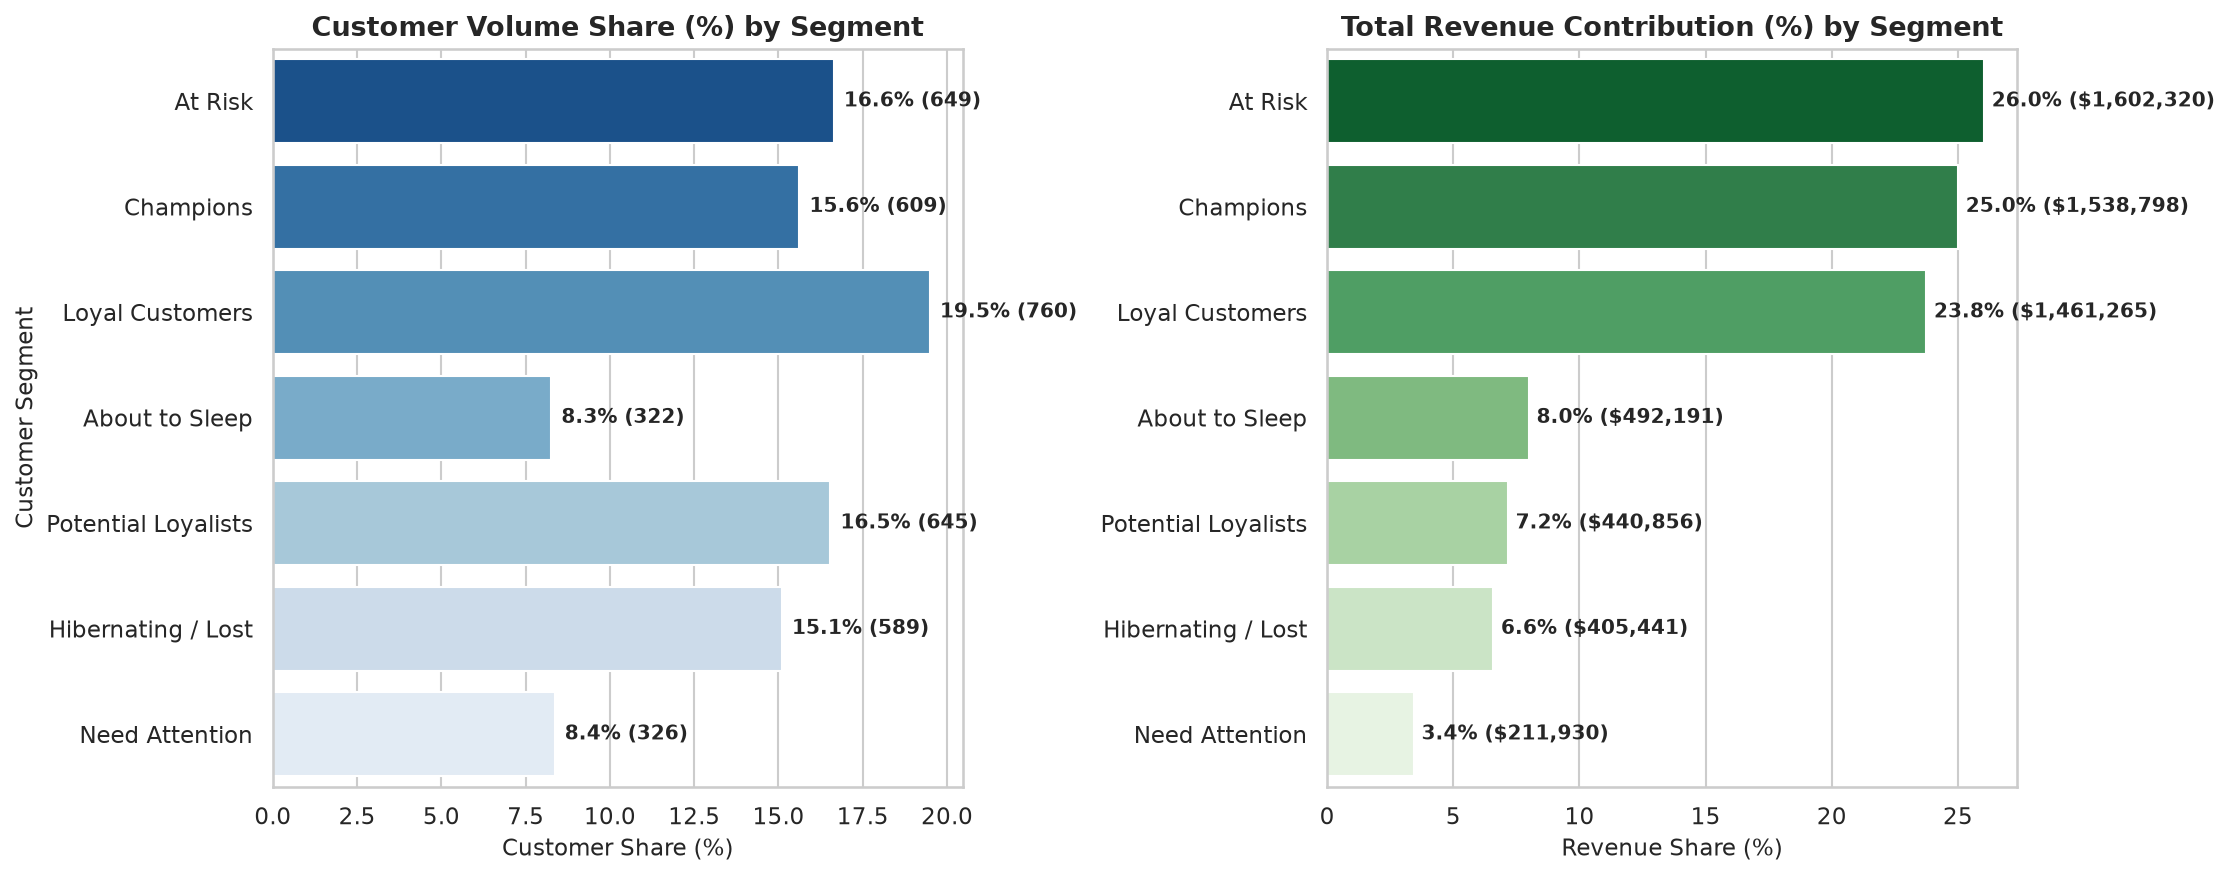 Customer Volume Share (%) by Segment
Customer Segment
At Risk
16.6% (649)
Champions
15.6% (609)
Loyal Customers
19.5% (760)
About to Sleep
8.3% (322)
Potential Loyalists
16.5% (645)
Hibernating / Lost
15.1% (589)
Need Attention
8.4% (326)
0.0 2.5 5.0 7.5 10.0 12.5 15.0 17.5 20.0
Customer Share (%)
Total Revenue Contribution (%) by Segment
At Risk
26.0% ($1,602,320)
Champions
25.0% ($1,538,798)
Loyal Customers
23.8% ($1,461,265)
About to Sleep
8.0% ($492,191)
Potential Loyalists
7.2% ($440,856)
Hibernating / Lost
6.6% ($405,441)
Need Attention
3.4% ($211,930)
0 5 10 15 20 25
Revenue Share (%)